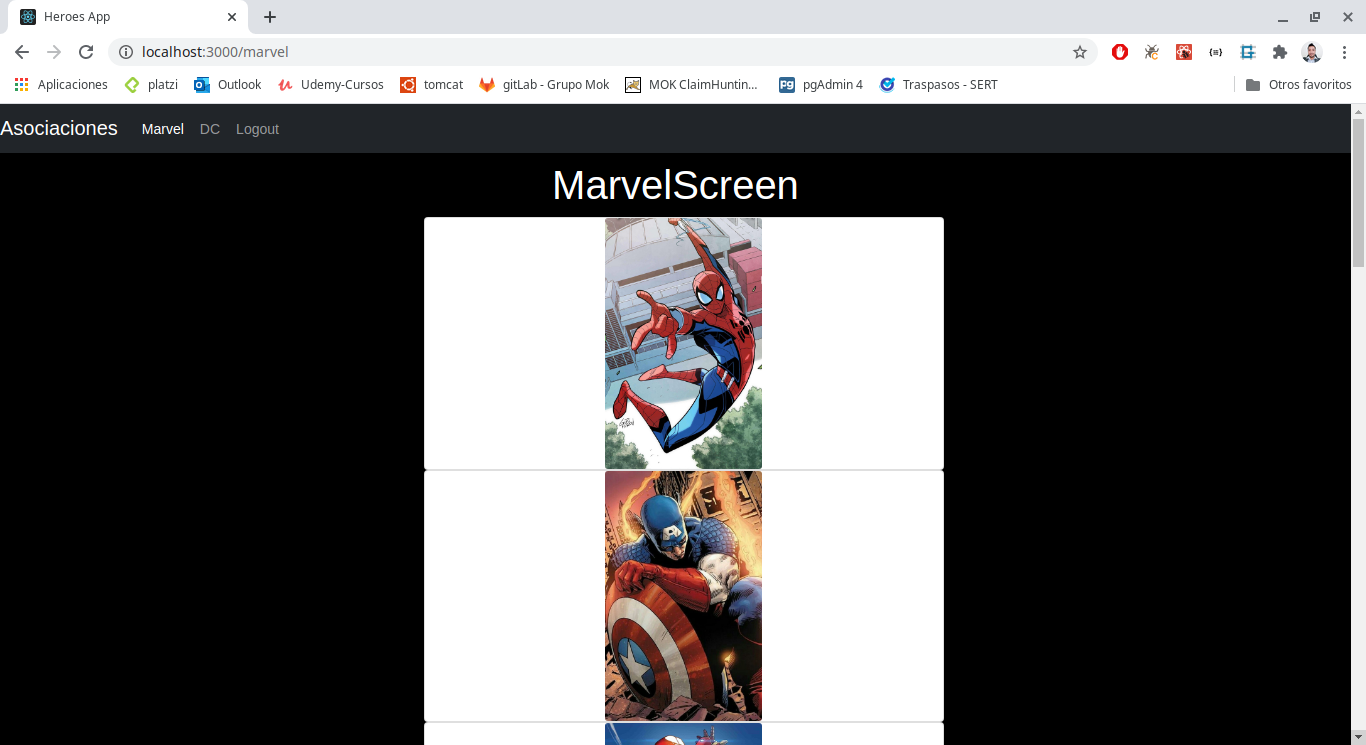 Heroes App
localhost:3000/marvel
Aplicaciones platzi Outlook Udemy-Cursos tomcat gitLab - Grupo Mok MOK ClaimHuntin... pgAdmin 4 Traspasos - SERT Otros favoritos
Asociaciones Marvel DC Logout
MarvelScreen
A